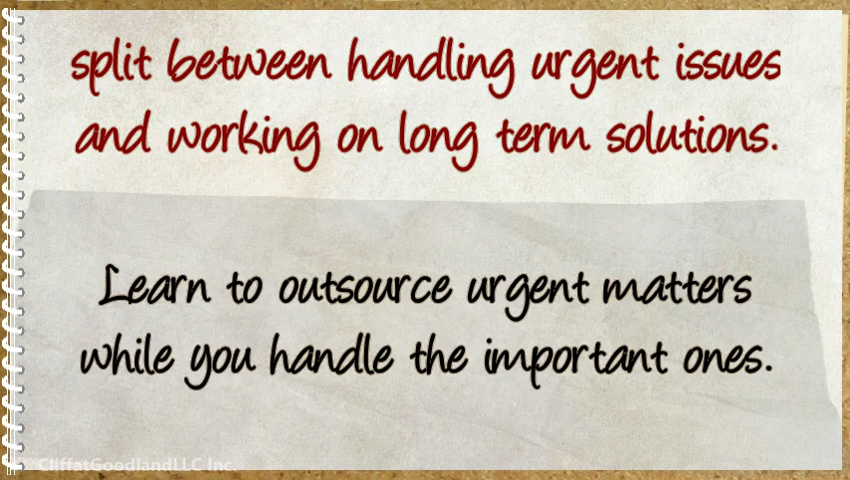 split between handling urgent issues
and working on long term solutions.
Learn to outsource urgent matters
while you handle the important ones.
CliffatGoodlandLLC Inc.